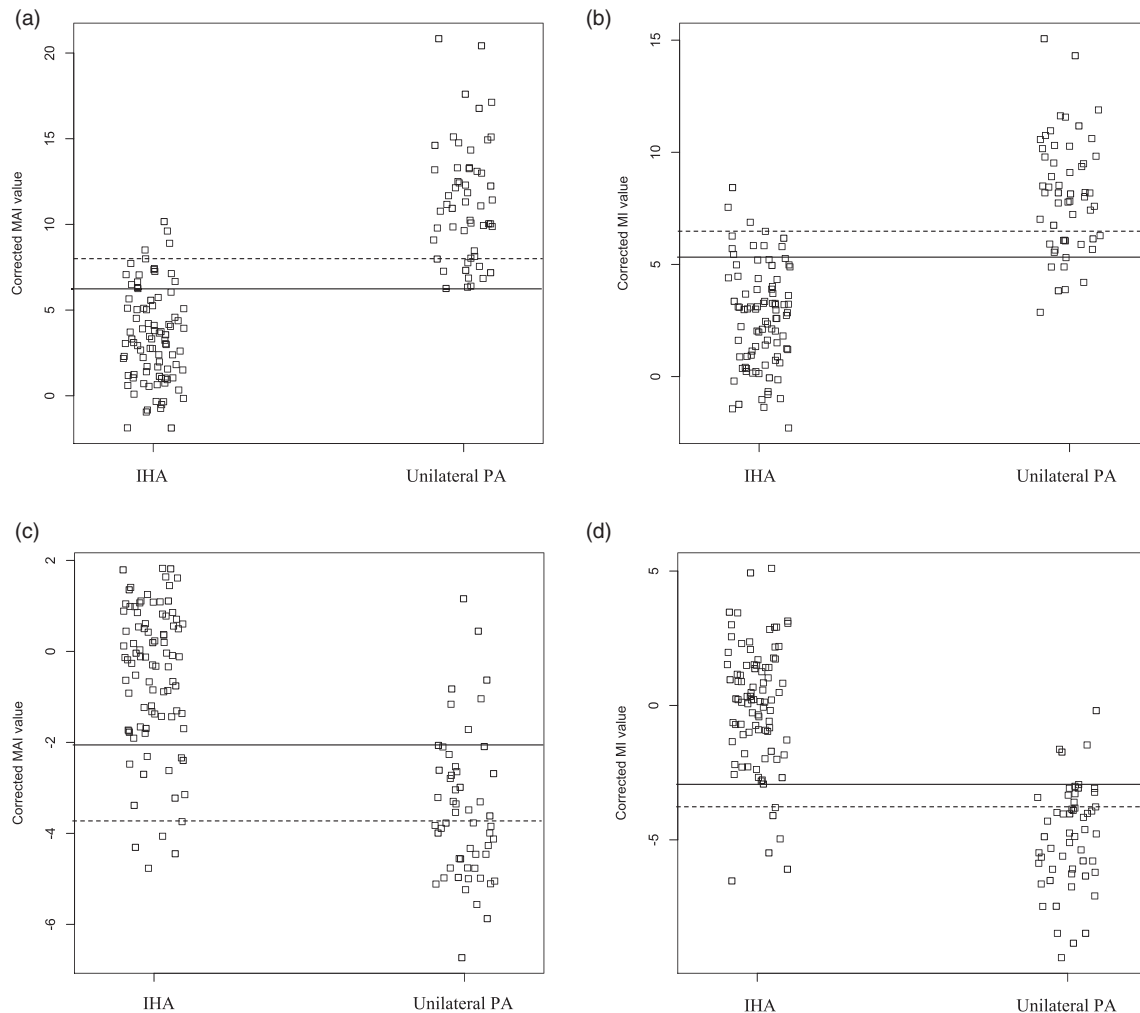 (a)
20
15
10
5
0
Corrected MAI value
IHA
Unilateral PA
(b)
15
10
5
0
Corrected MI value
IHA
Unilateral PA
(c)
2
0
-2
-4
-6
Corrected MAI value
IHA
Unilateral PA
(d)
5
0
-5
Corrected MI value
IHA
Unilateral PA